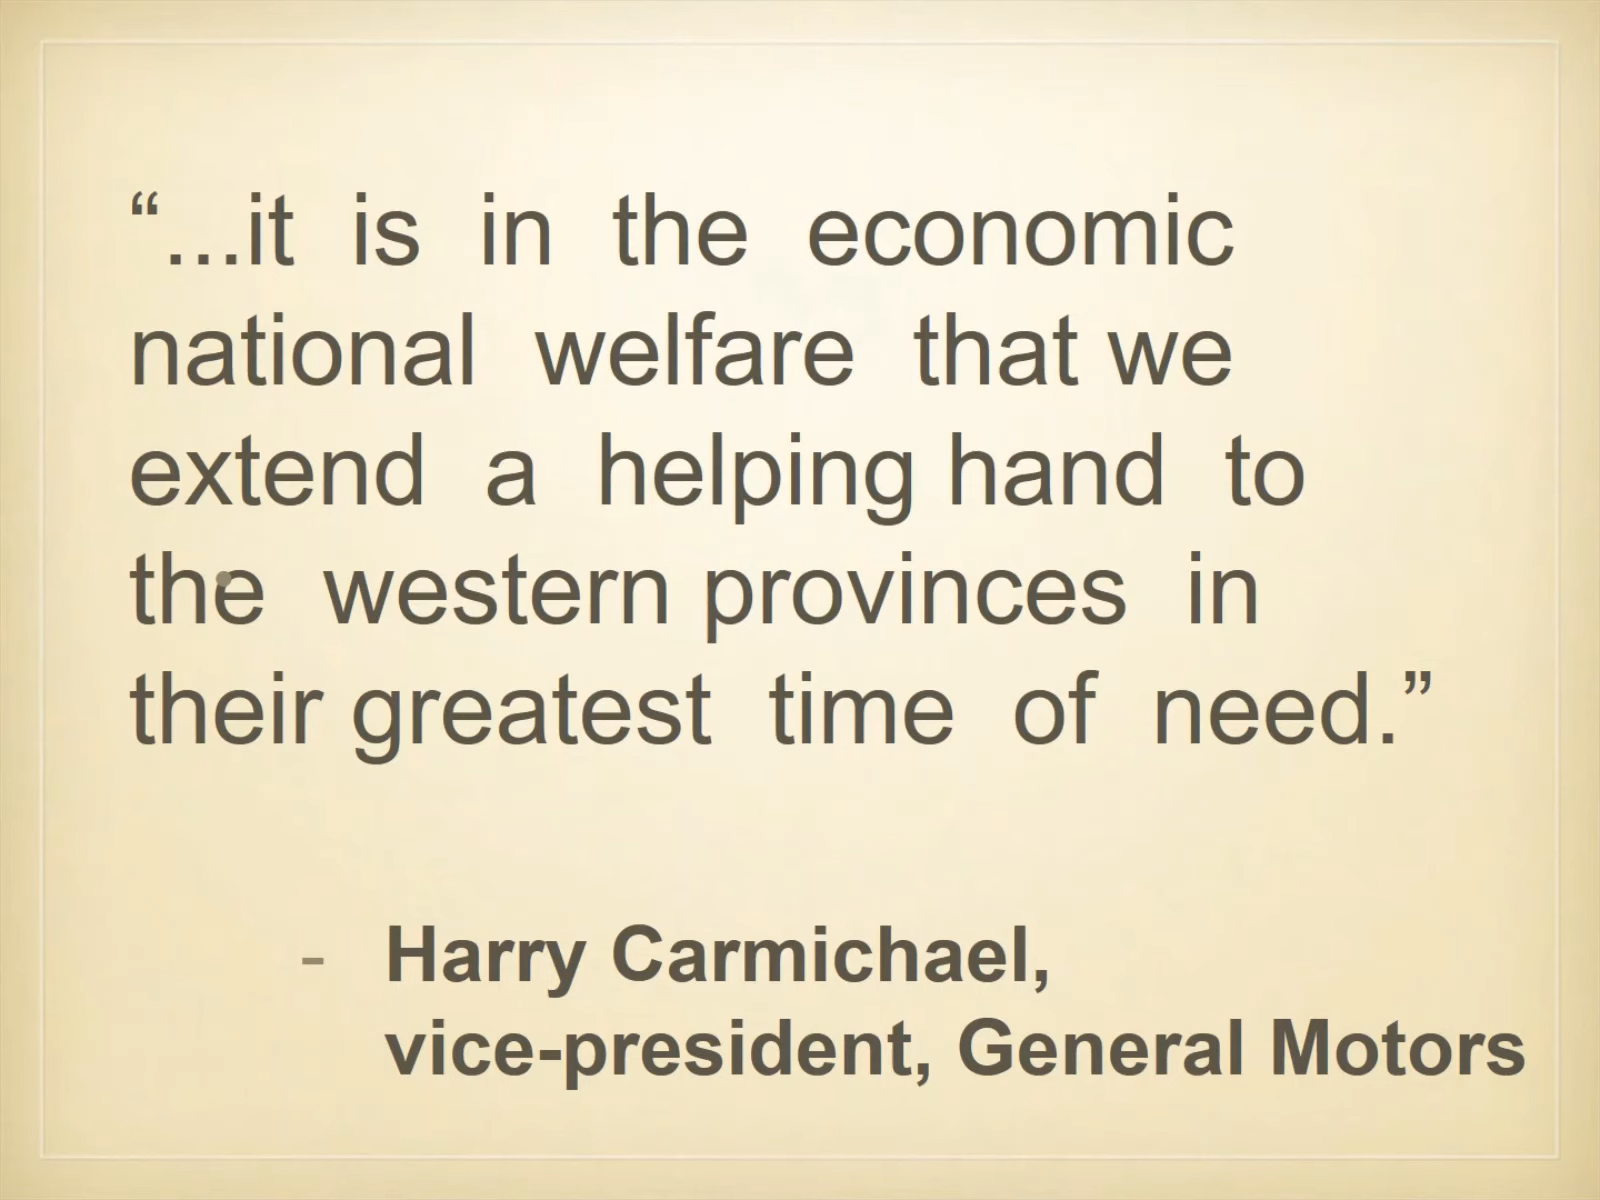 “...it is in the economic
national welfare that we
extend a helping hand to
the western provinces in
their greatest time of need.”
- Harry Carmichael,
vice-president, General Motors